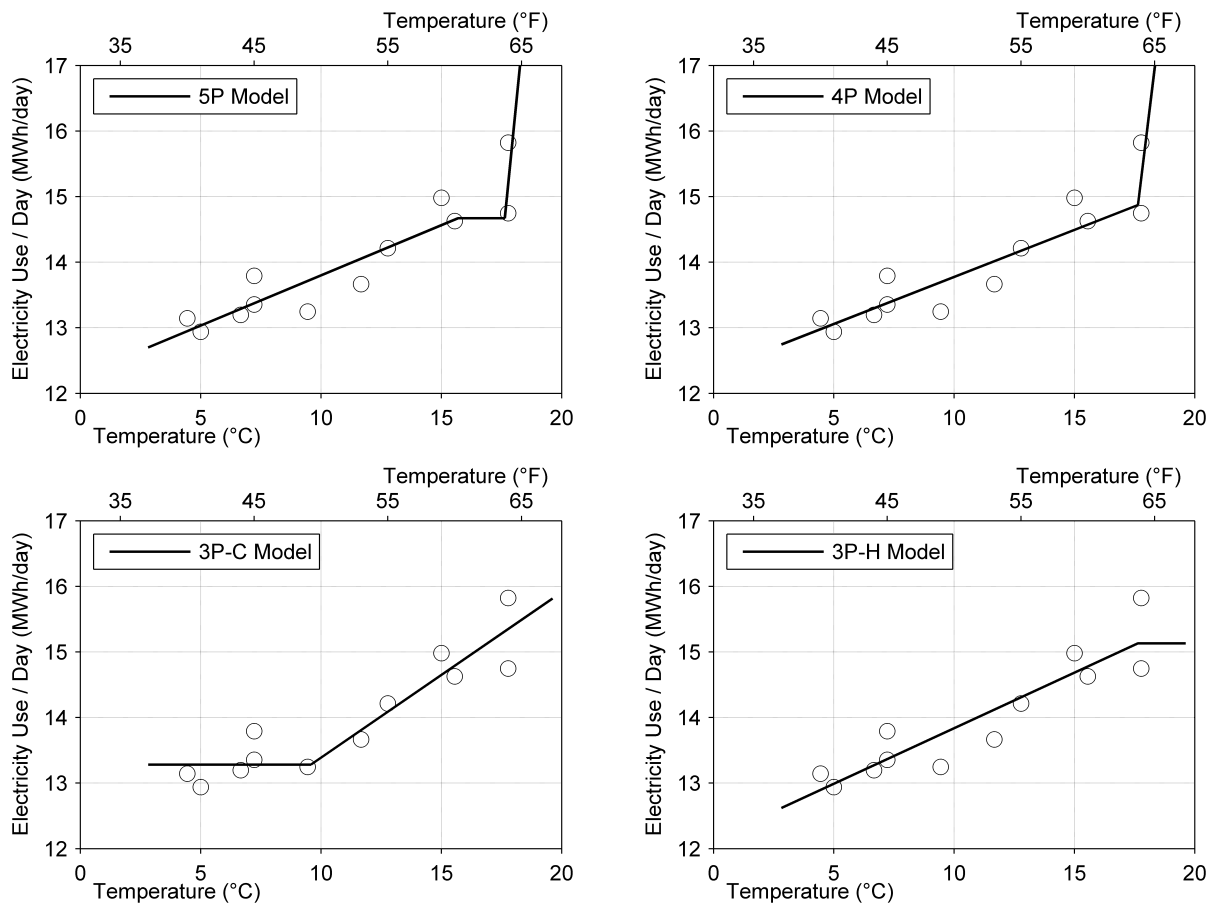 Temperature (°F)
35 45 55 65
17
16
15
14
13
12
Electricity Use / Day (MWh/day)
5P Model
0 5 10 15 20
Temperature (°C)
Temperature (°F)
35 45 55 65
17
16
15
14
13
12
Electricity Use / Day (MWh/day)
4P Model
0 5 10 15 20
Temperature (°C)
Temperature (°F)
35 45 55 65
17
16
15
14
13
12
Electricity Use / Day (MWh/day)
3P-C Model
0 5 10 15 20
Temperature (°C)
Temperature (°F)
35 45 55 65
17
16
15
14
13
12
Electricity Use / Day (MWh/day)
3P-H Model
0 5 10 15 20
Temperature (°C)